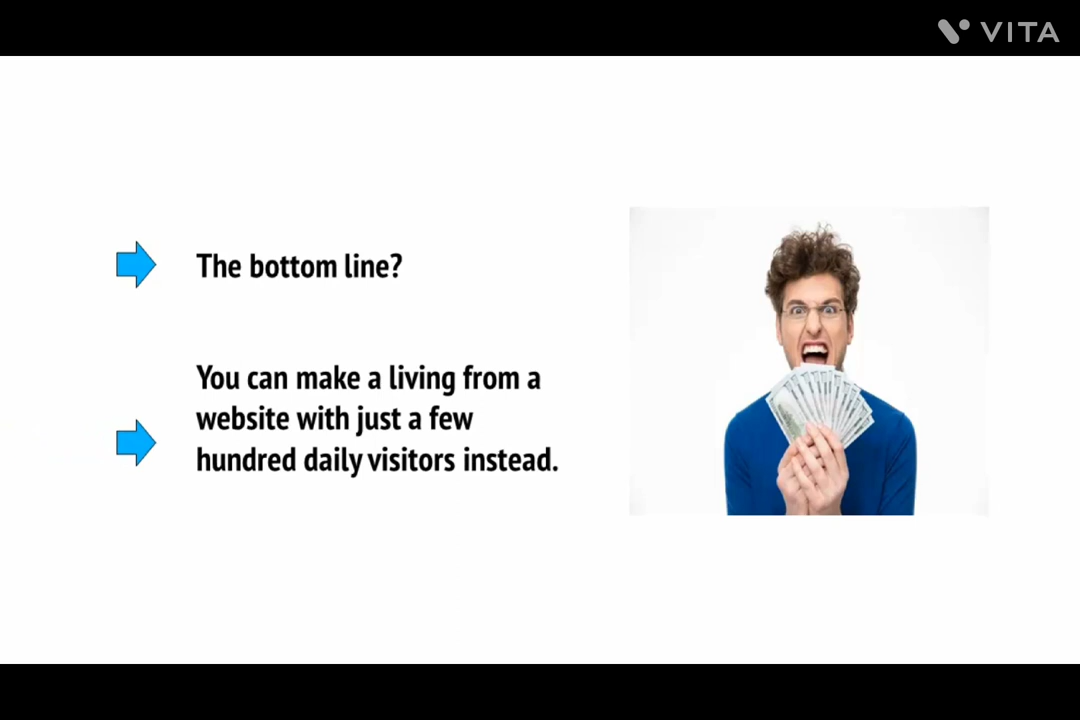 VITA
The bottom line?
You can make a living from a
website with just a few
hundred daily visitors instead.